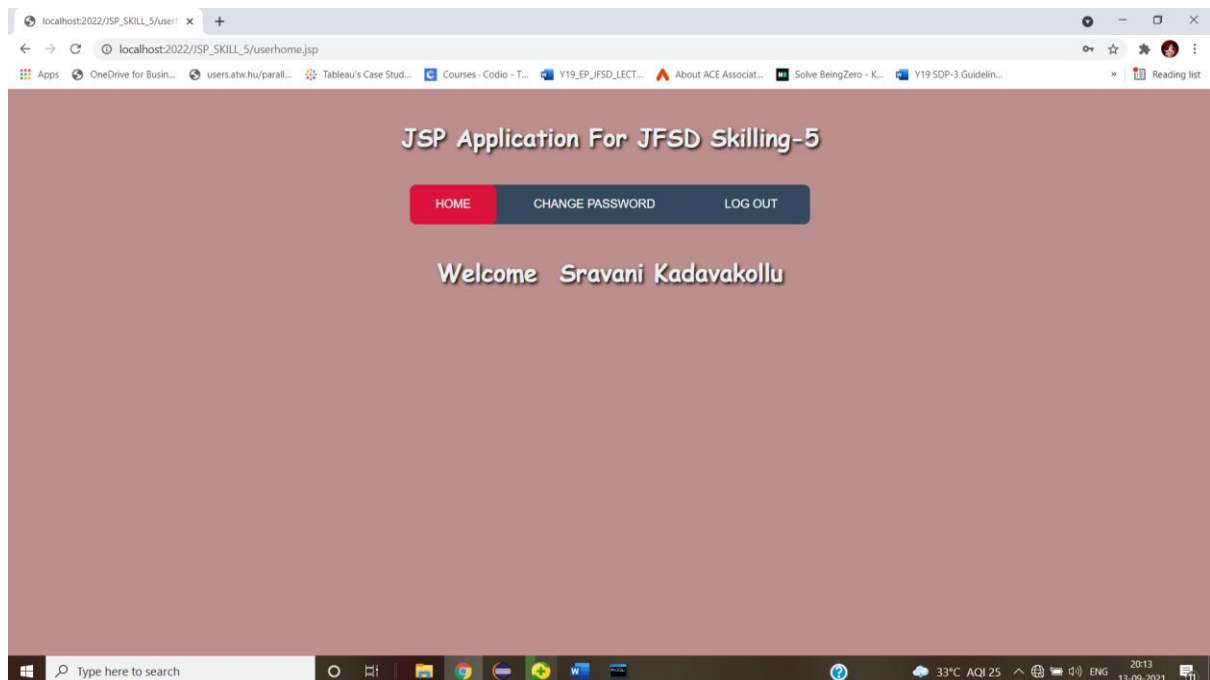 localhost:2022/JSP_SKILL_5/user
localhost:2022/JSP_SKILL_5/userhome.jsp
Apps OneDrive for Busin... users.atw.hu/parall... Tableau's Case Stud... Courses - Codio - T... Y19_EP_JFSD_LECT... About ACE Associat... Solve BeingZero - K... Y19 SDP-3 Guidelin... » Reading list
JSP Application For JFSD Skilling-5
HOME CHANGE PASSWORD LOG OUT
Welcome Sravani Kadavakollu
Type here to search 33°C AQI 25 ENG 20:13
13-09-2021